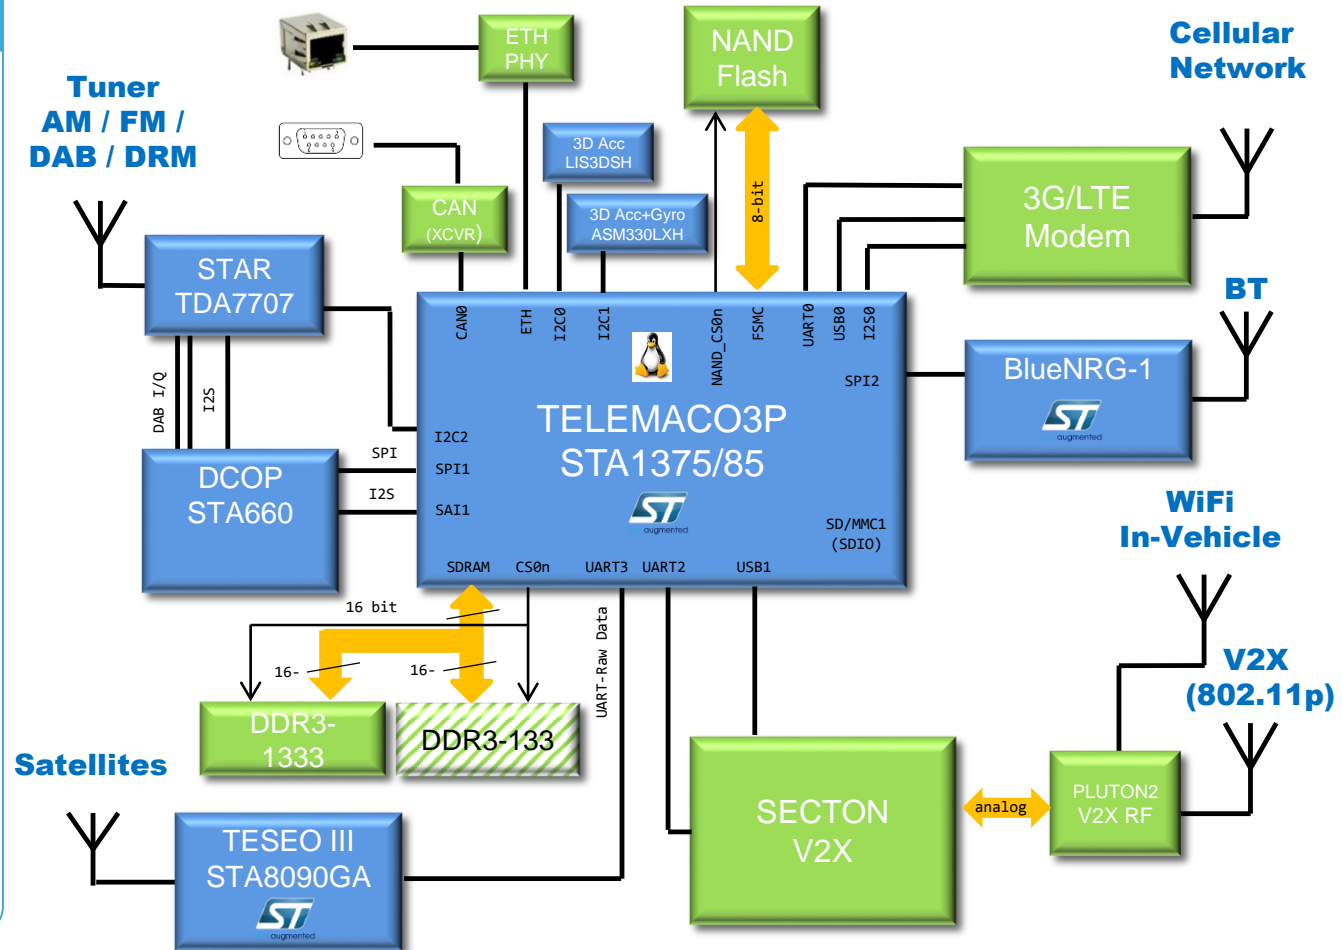 ETH
PHY
NAND
Flash
Cellular
Network
Tuner
AM / FM /
DAB / DRM
3D Acc
LIS3DSH
3D Acc+Gyro
ASM330LXH
CAN
(XCVR)
8-bit
3G/LTE
Modem
STAR
TDA7707
CAN0
ETH
I2C0
I2C1
NAND_CS0n
FSMC
UART0
USB0
I2S0
BT
SPI2
BlueNRG-1
ST
augmented
DAB I/Q
I2S
TELEMACO3P
STA1375/85
ST
augmented
I2C2
SPI1
SAI1
SPI
I2S
DCOP
STA660
SD/MMC1
(SDIO)
SDRAM
CS0n
UART3
UART2
USB1
WiFi
In-Vehicle
16 bit
16-
16-
UART-Raw Data
V2X
(802.11p)
DDR3-
1333
DDR3-133
Satellites
SECTON
V2X
analog
PLUTON2
V2X RF
TESEO III
STA8090GA
ST
augmented